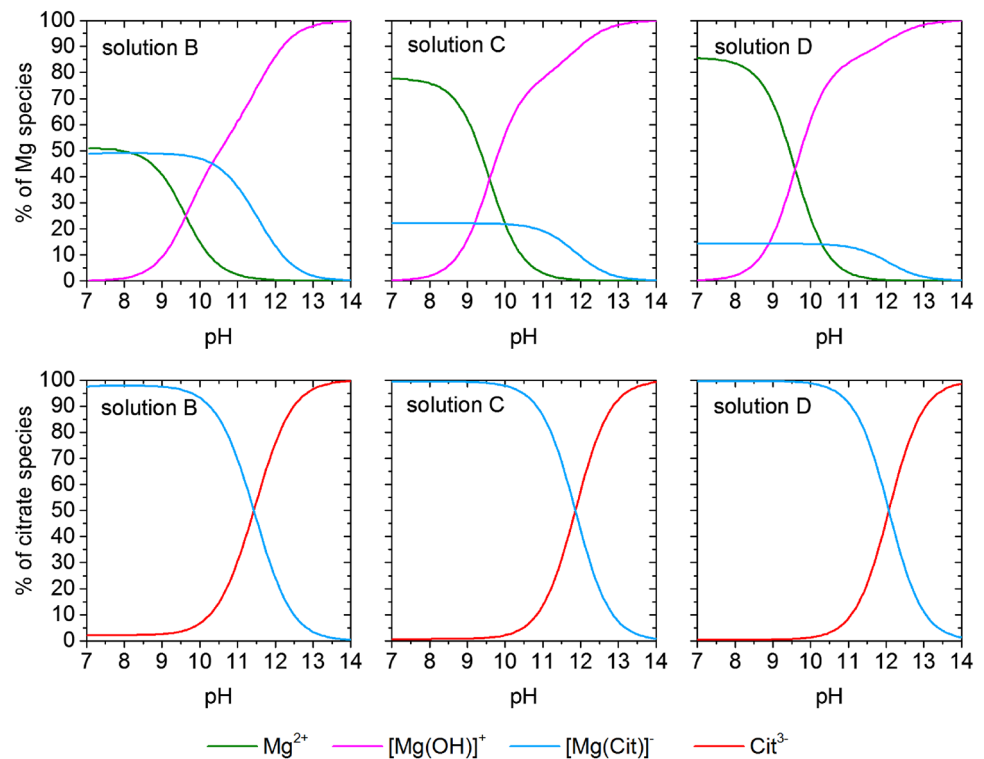 100
90
80
70
60
50
40
30
20
10
0
% of Mg species
solution B
7 8 9 10 11 12 13 14
pH
solution C
7 8 9 10 11 12 13 14
pH
solution D
7 8 9 10 11 12 13 14
pH
100
90
80
70
60
50
40
30
20
10
0
% of citrate species
solution B
7 8 9 10 11 12 13 14
pH
solution C
7 8 9 10 11 12 13 14
pH
solution D
7 8 9 10 11 12 13 14
pH
Mg²⁺ [Mg(OH)]⁺ [Mg(Cit)]⁻ Cit³⁻